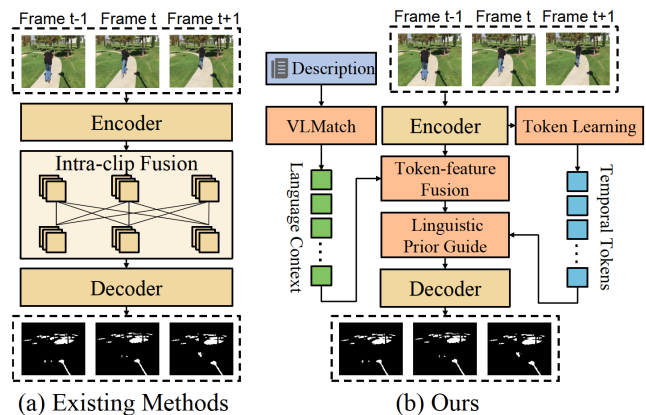 Frame t-1 Frame t Frame t+1
Encoder
Intra-clip Fusion
Decoder
(a) Existing Methods
Frame t-1 Frame t Frame t+1
Description
VLMatch
Encoder
Token Learning
Language Context
Token-feature
Fusion
Linguistic
Prior Guide
Temporal Tokens
Decoder
(b) Ours